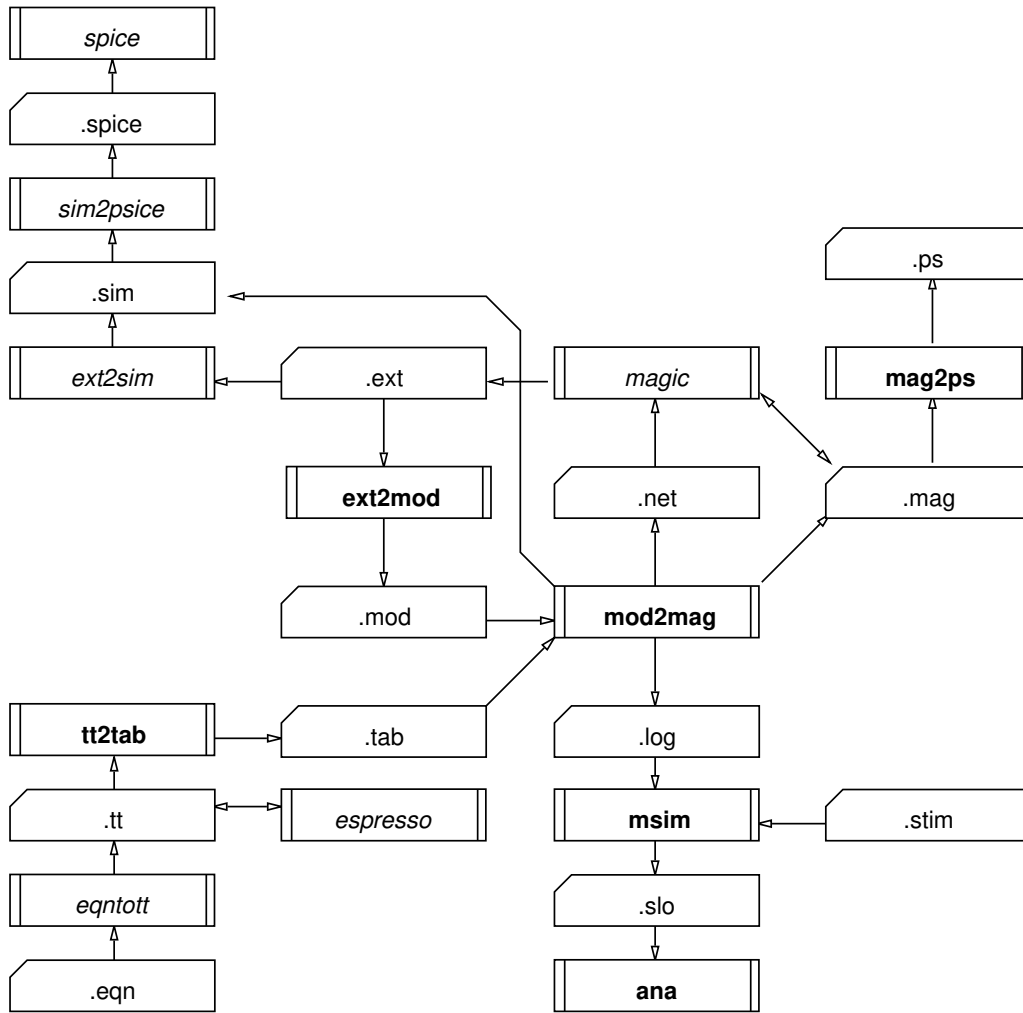 spice
.spice
sim2psice
.ps
.sim
ext2sim
.ext
magic
mag2ps
ext2mod
.net
.mag
.mod
mod2mag
tt2tab
.tab
.log
.tt
espresso
msim
.stim
eqntott
.slo
.eqn
ana